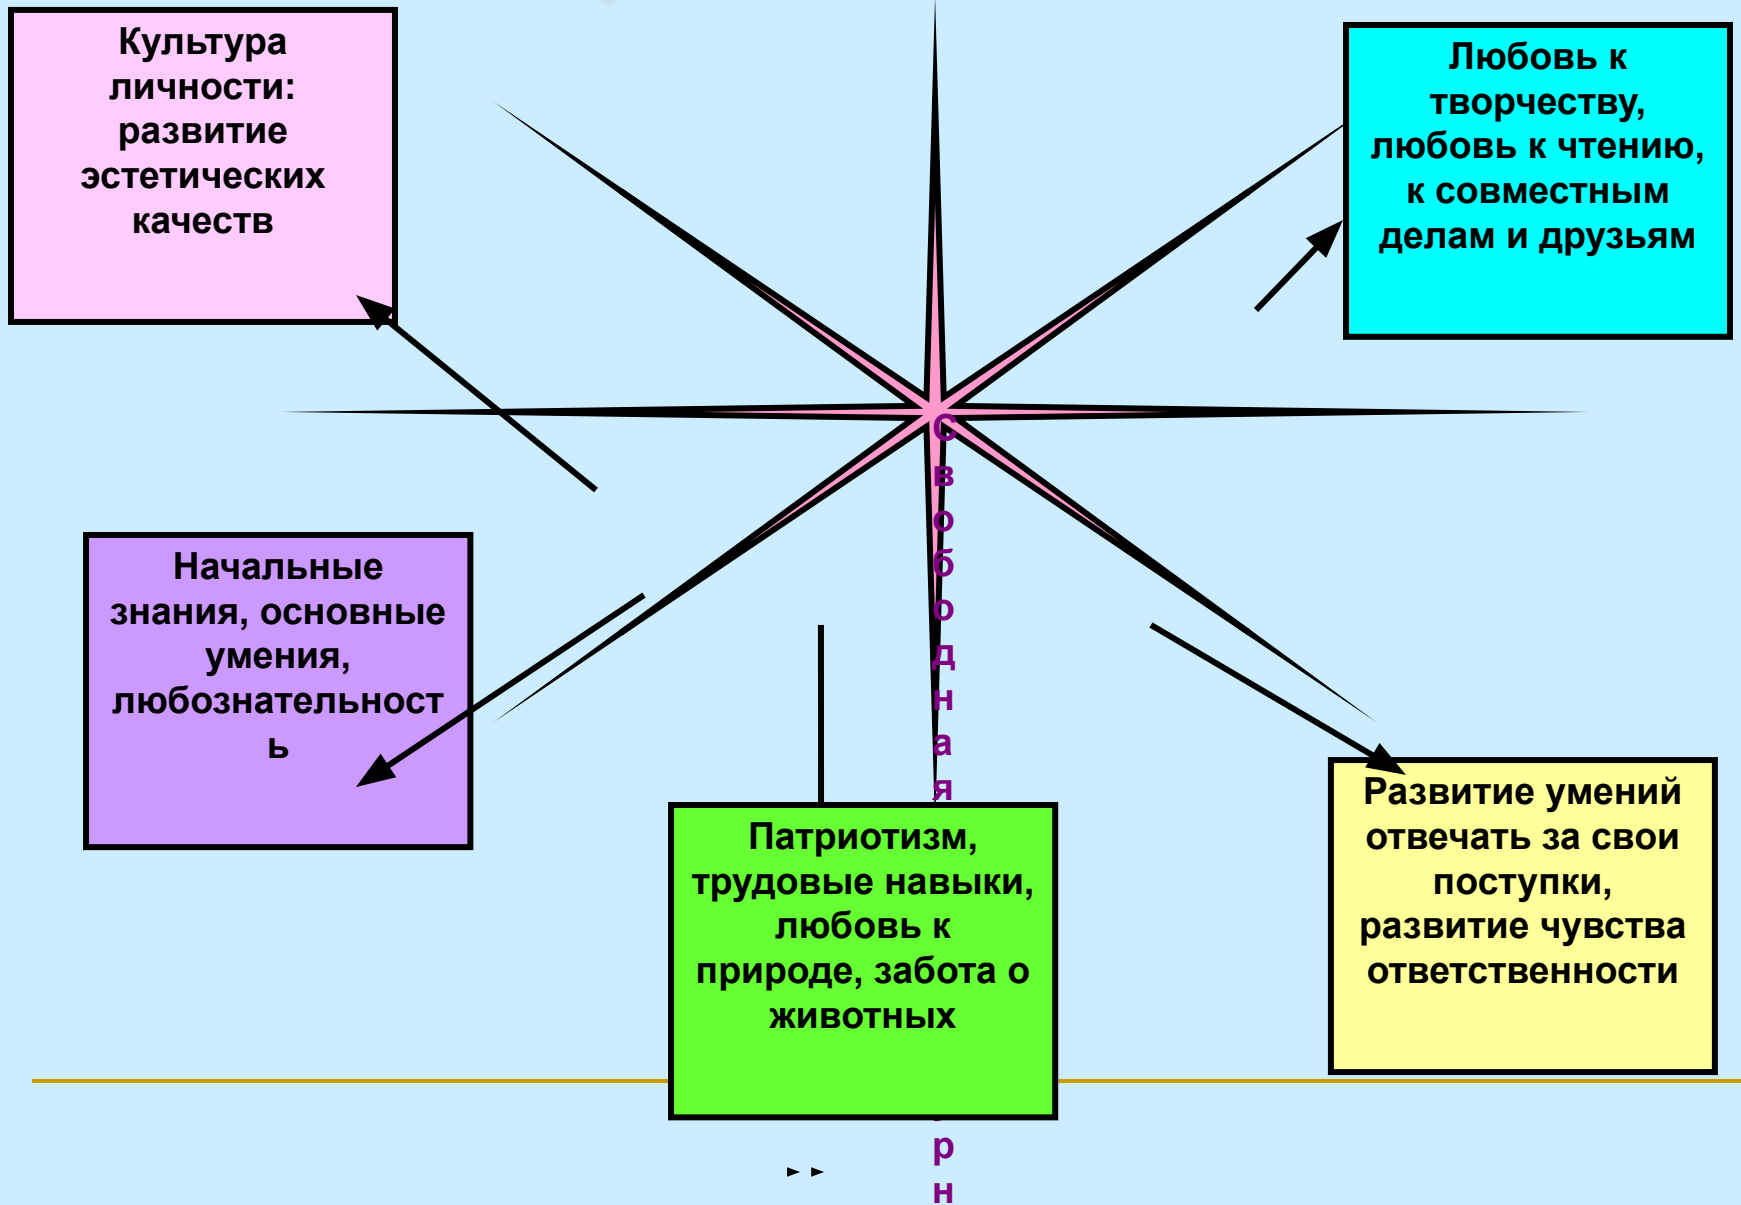 Культура
личности:
развитие
эстетических
качеств
Любовь к
творчеству,
любовь к чтению,
к совместным
делам и друзьям
Свободная
Начальные
знания, основные
умения,
любознательност
ь
Патриотизм,
трудовые навыки,
любовь к
природе, забота о
животных
Развитие умений
отвечать за свои
поступки,
развитие чувства
ответственности
р
н